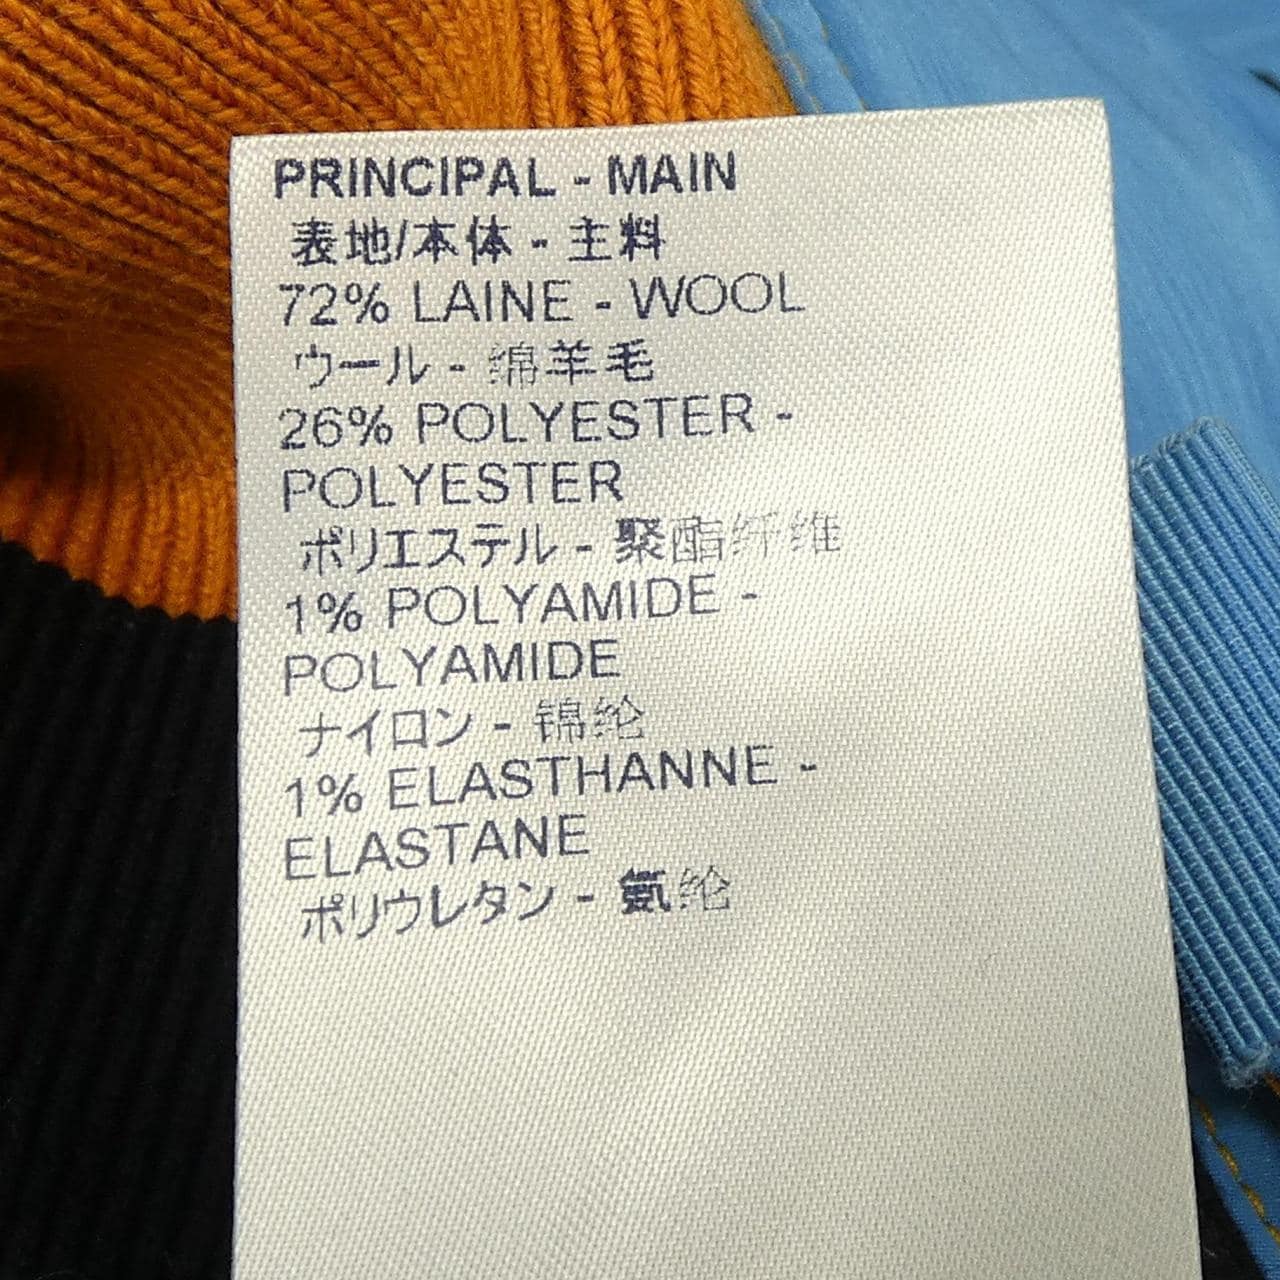 PRINCIPAL - MAIN
表地/本体 - 主料
72% LAINE - WOOL
ウール - 绵羊毛
26% POLYESTER -
POLYESTER
ポリエステル - 聚酯纤维
1% POLYAMIDE -
POLYAMIDE
ナイロン - 锦纶
1% ELASTHANNE -
ELASTANE
ポリウレタン - 氨纶